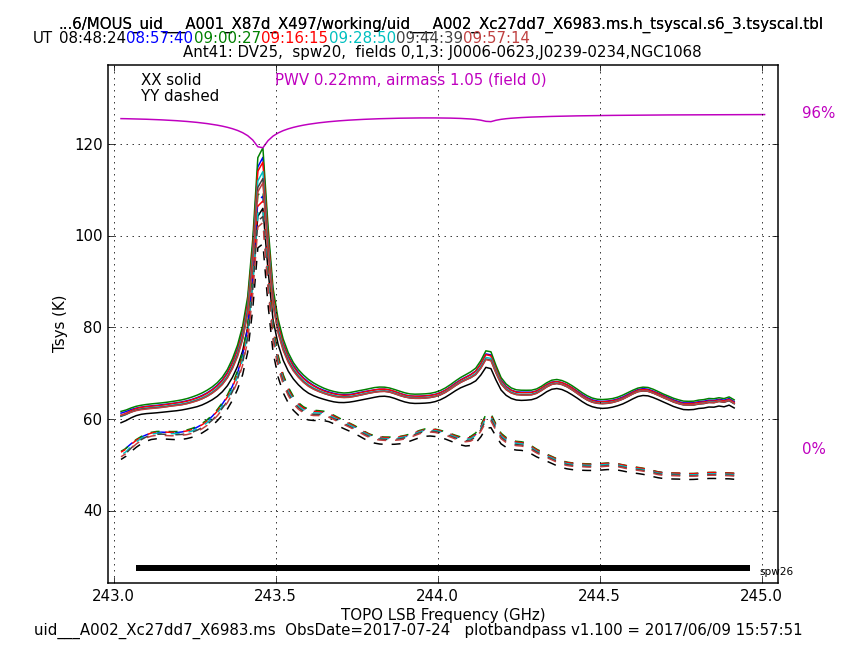 ...6/MOUS_uid___A001_X87d_X497/working/uid___A002_Xc27dd7_X6983.ms.h_tsyscal.s6_3.tsyscal.tbl
UT 08:48:24 08:57:40 09:00:27 09:16:15 09:28:50 09:44:39 09:57:14
Ant41: DV25, spw20, fields 0,1,3: J0006-0623,J0239-0234,NGC1068
XX solid
PWV 0.22mm, airmass 1.05 (field 0)
YY dashed
96%
120
100
80
Tsys (K)
60
0%
40
spw26
243.0 243.5 244.0 244.5 245.0
TOPO LSB Frequency (GHz)
uid___A002_Xc27dd7_X6983.ms ObsDate=2017-07-24 plotbandpass v1.100 = 2017/06/09 15:57:51